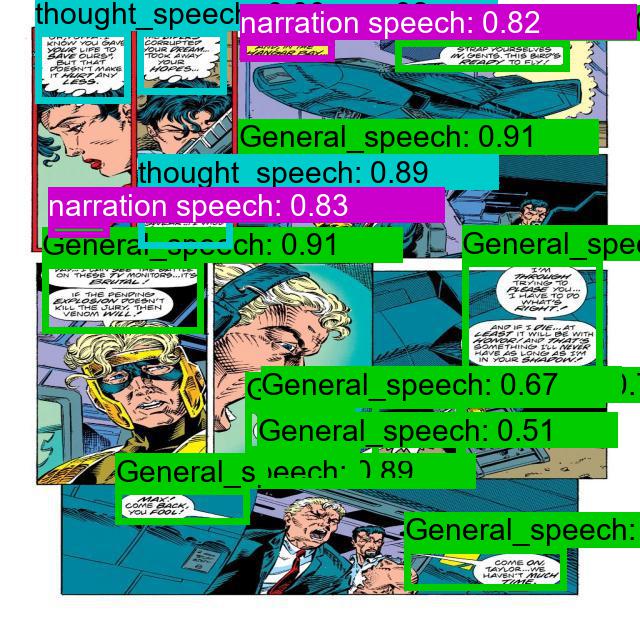 thought_speech:
narration speech: 0.82
KNOW YOU GAVE
YOUR LIFE TO
SAVE OURS!,
BUT THAT
DOESN'T MAKE
IT HURT ANY
LESS.
CORRUPTED
YOUR DREAM...
TOOK AWAY
YOUR
HOPES...
STRAP YOURSELVES
IN, GENTS. THIS BIRD'S
READY TO FLY!
General_speech: 0.91
thought_speech: 0.89
narration speech: 0.83
General_speech: 0.91
General_spe
ON THESE TV MONITORS...IT'S
BRUTAL!
IF THE PENDING
EXPLOSION DOESN'T
KILL THE JURY, THEN
VENOM WILL!
I'M
THROUGH
TRYING TO
PLEASE YOU...
I HAVE TO DO
WHAT'S
RIGHT!
AND IF I DIE...AT
LEAST IT WILL BE WITH
HONOR! AND THAT'S
SOMETHING I'LL NEVER
HAVE AS LONG AS I'M
IN YOUR SHADOW!
General_speech: 0.67
General_speech: 0.51
General_speech: 0.89
MAX!
COME BACK,
YOU FOOL!
General_speech:
COME ON,
TAYLOR...WE
HAVEN'T MUCH
TIME.